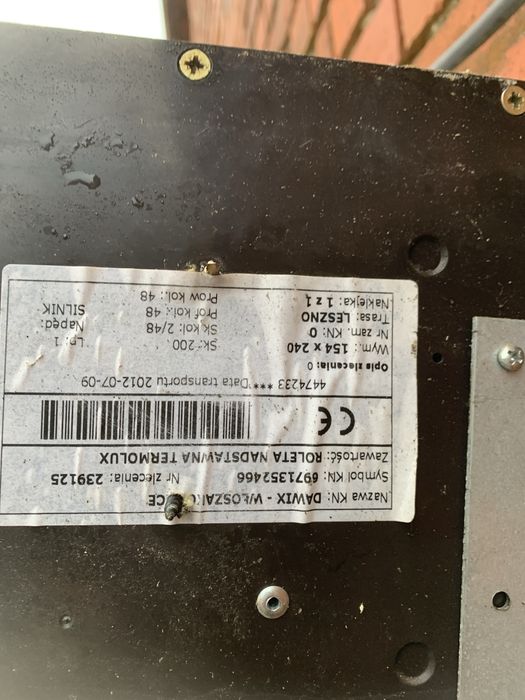 Nazwa KN: DAWIX - WŁOSZAKOWICE
Symbol KN: 6971352466 Nr zlecenia: 239125
Zawartość: ROLETA NADSTAWNA TERMOLUX
CE
4474233 *** Data transportu 2012-07-09
Opis zlecenia: 0
Wym. : 154 x 240 Sk.: 200 Lp.: 1
Nr zam. KN: 0 Sk kol: 2/48 Napęd:
Trasa: LESZNO Prof kol.: 48 SILNIK
Naklejka: 1 z 1 Prow kol.: 48